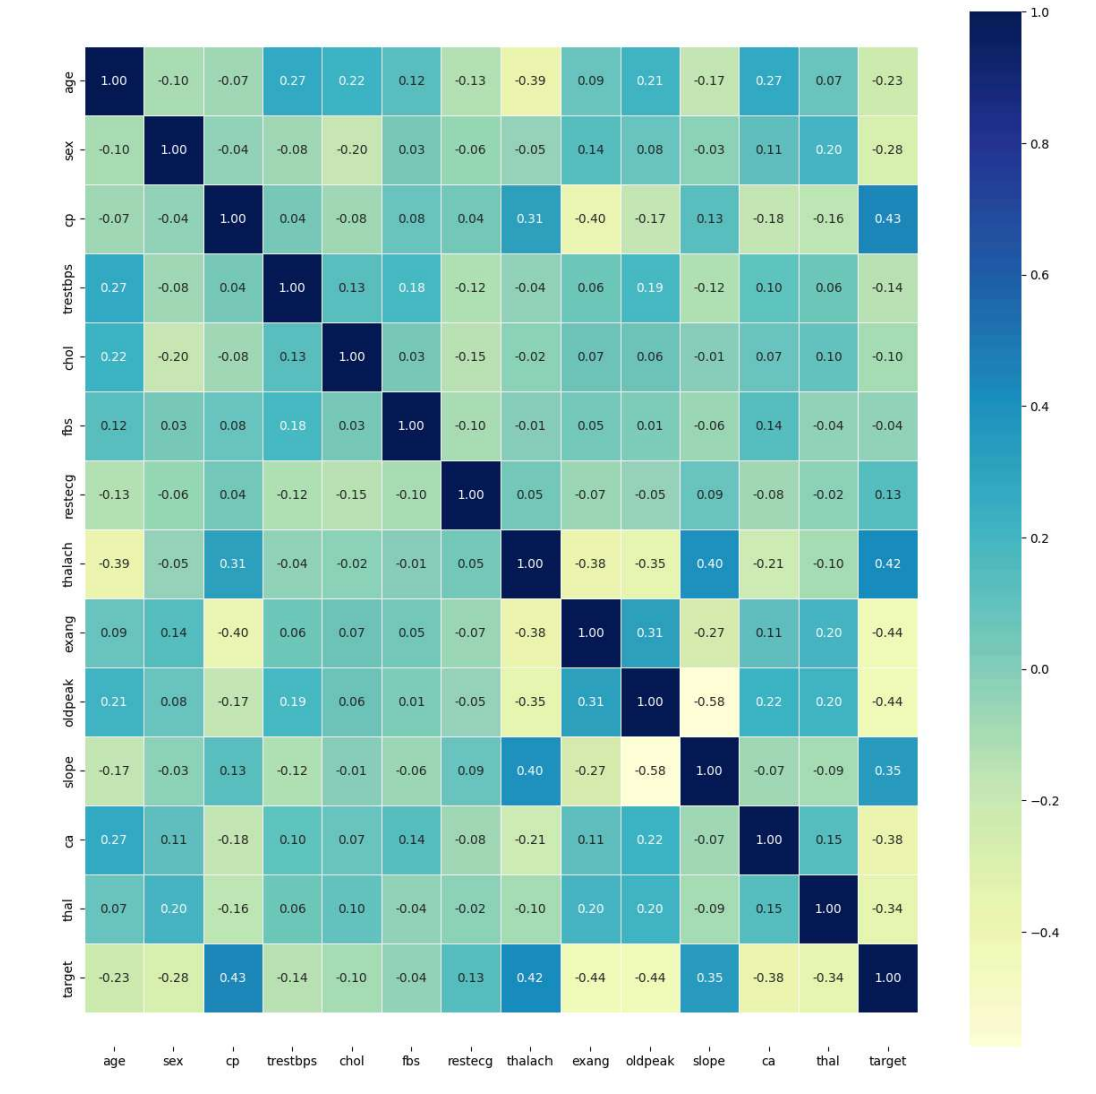 age 1.00 -0.10 -0.07 0.27 0.22 0.12 -0.13 -0.39 0.09 0.21 -0.17 0.27 0.07 -0.23
sex -0.10 1.00 -0.04 -0.08 -0.20 0.03 -0.06 -0.05 0.14 0.08 -0.03 0.11 0.20 -0.28
cp -0.07 -0.04 1.00 0.04 -0.08 0.08 0.04 0.31 -0.40 -0.17 0.13 -0.18 -0.16 0.43
trestbps 0.27 -0.08 0.04 1.00 0.13 0.18 -0.12 -0.04 0.06 0.19 -0.12 0.10 0.06 -0.14
chol 0.22 -0.20 -0.08 0.13 1.00 0.03 -0.15 -0.02 0.07 0.06 -0.01 0.07 0.10 -0.10
fbs 0.12 0.03 0.08 0.18 0.03 1.00 -0.10 -0.01 0.05 0.01 -0.06 0.14 -0.04 -0.04
restecg -0.13 -0.06 0.04 -0.12 -0.15 -0.10 1.00 0.05 -0.07 -0.05 0.09 -0.08 -0.02 0.13
thalach -0.39 -0.05 0.31 -0.04 -0.02 -0.01 0.05 1.00 -0.38 -0.35 0.40 -0.21 -0.10 0.42
exang 0.09 0.14 -0.40 0.06 0.07 0.05 -0.07 -0.38 1.00 0.31 -0.27 0.11 0.20 -0.44
oldpeak 0.21 0.08 -0.17 0.19 0.06 0.01 -0.05 -0.35 0.31 1.00 -0.58 0.22 0.20 -0.44
slope -0.17 -0.03 0.13 -0.12 -0.01 -0.06 0.09 0.40 -0.27 -0.58 1.00 -0.07 -0.09 0.35
ca 0.27 0.11 -0.18 0.10 0.07 0.14 -0.08 -0.21 0.11 0.22 -0.07 1.00 0.15 -0.38
thal 0.07 0.20 -0.16 0.06 0.10 -0.04 -0.02 -0.10 0.20 0.20 -0.09 0.15 1.00 -0.34
target -0.23 -0.28 0.43 -0.14 -0.10 -0.04 0.13 0.42 -0.44 -0.44 0.35 -0.38 -0.34 1.00
age sex cp trestbps chol fbs restecg thalach exang oldpeak slope ca thal target
1.0
0.8
0.6
0.4
0.2
0.0
−0.2
−0.4